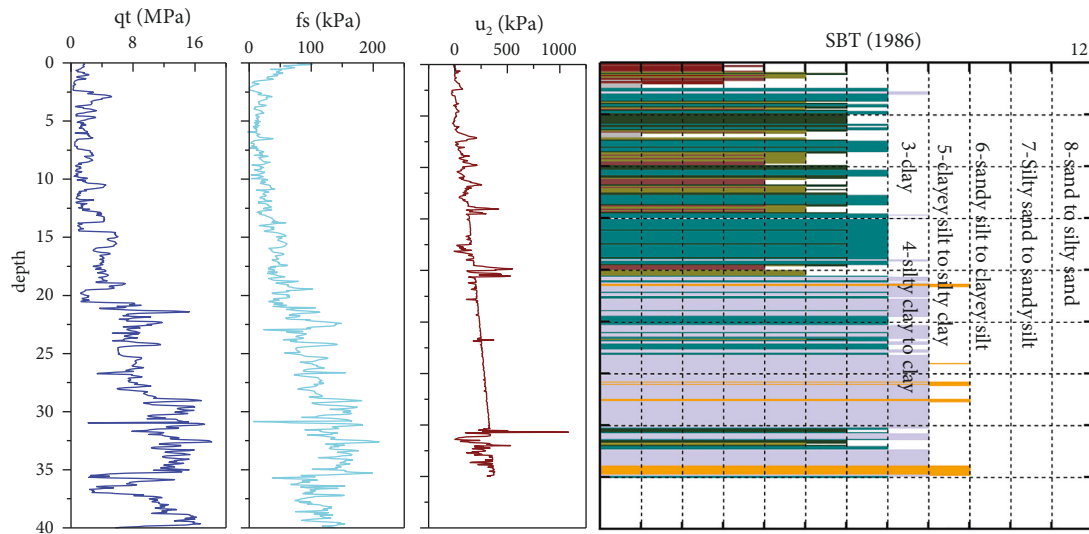 qt (MPa)
0 8 16
fs (kPa)
0 100 200
u2 (kPa)
0 500 1000
SBT (1986)
12
depth
0
5
10
15
20
25
30
35
40
3-clay
4-silty clay to clay
5-clayey silt to silty clay
6-sandy silt to clayey silt
7-Silty sand to sandy silt
8-sand to silty sand